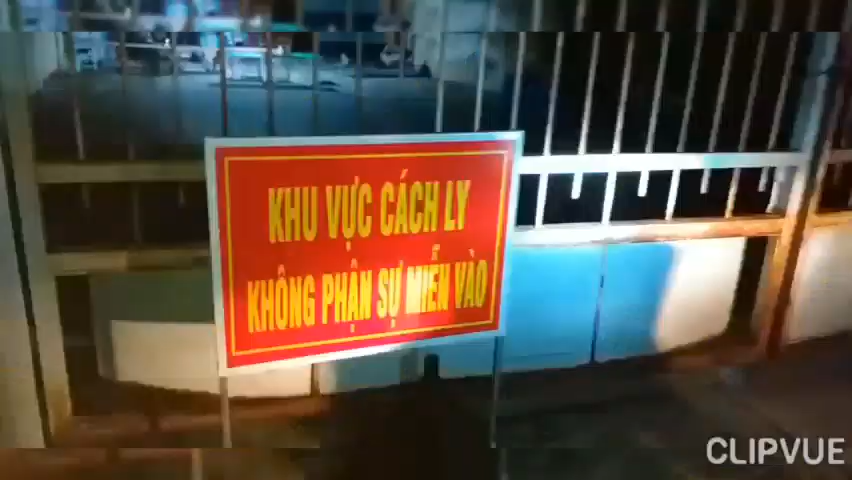 KHU VỰC CÁCH LY
KHÔNG PHẬN SỰ MIỄN VÀO
CLIPVUE